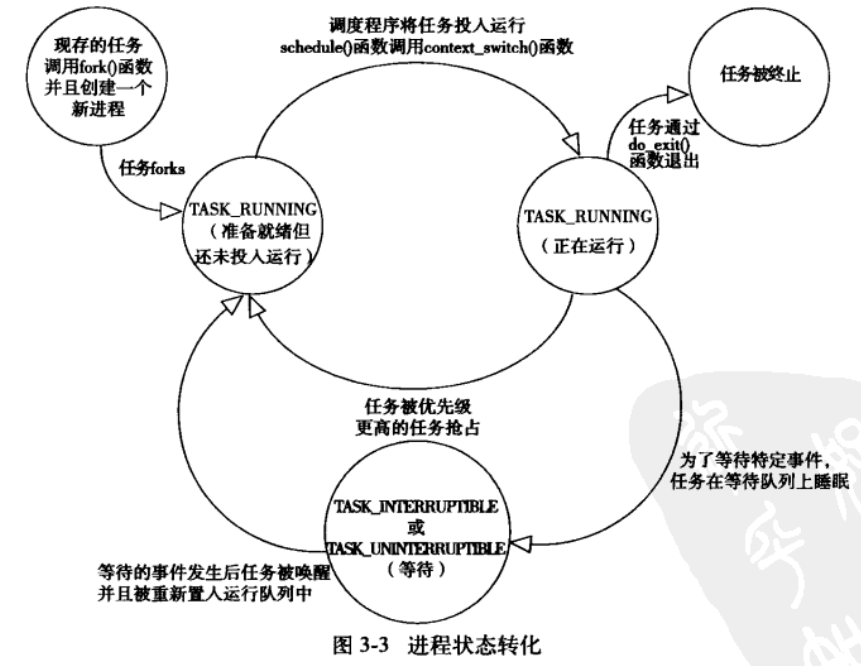 现存的任务
调用fork()函数
并且创建一个
新进程
调度程序将任务投入运行
schedule()函数调用context_switch()函数
任务被终止
任务forks
任务通过
do_exit()
函数退出
TASK_RUNNING
（准备就绪但
还未投入运行）
TASK_RUNNING
（正在运行）
任务被优先级
更高的任务抢占
为了等待特定事件，
任务在等待队列上睡眠
TASK_INTERRUPTIBLE
或
TASK_UNINTERRUPTIBLE
（等待）
等待的事件发生后任务被唤醒
并且被重新置入运行队列中
图 3-3 进程状态转化